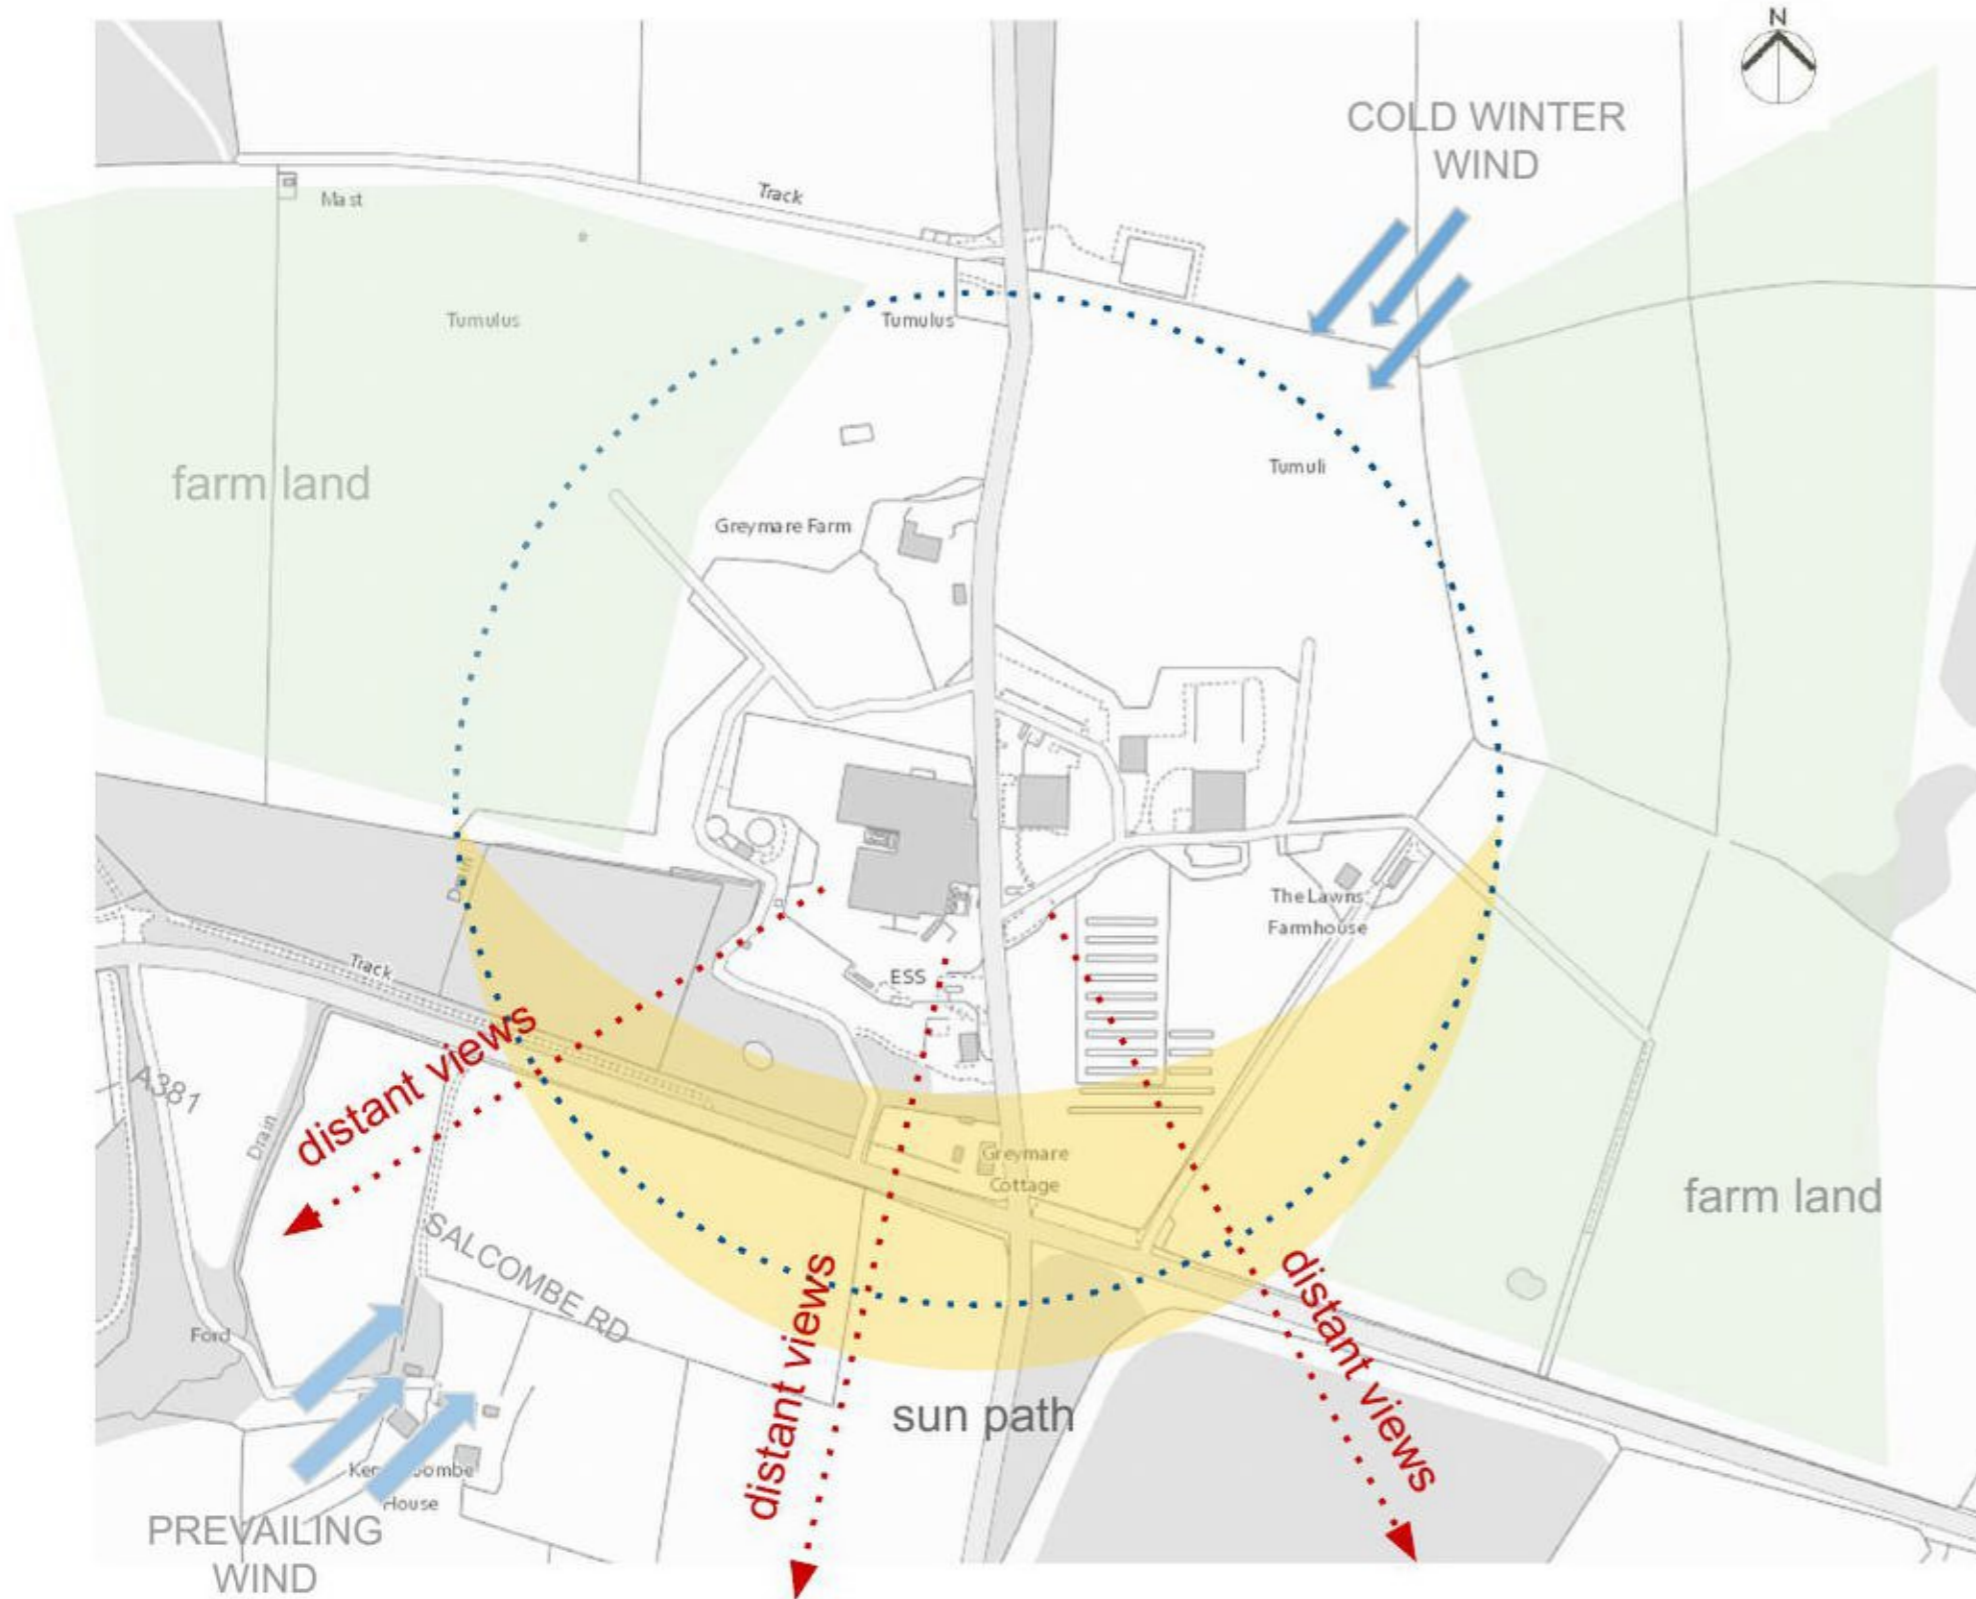 N
COLD WINTER
WIND
Track
Mast
Tumulus
Tumulus
Tumuli
farm land
Greymare Farm
The Lawns
Farmhouse
Drain
ESS
Track
distant views
A381
Drain
Greymare
Cottage
farm land
SALCOMBE RD
distant views
distant views
Ford
sun path
House
PREVAILING
WIND